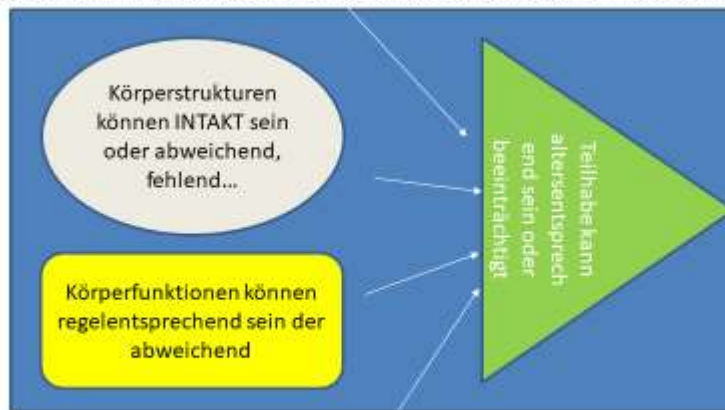 Körperstrukturen
können INTAKT sein
oder abweichend,
fehlend...
Körperfunktionen können
regelentsprechend sein der
abweichend
Teilhabe kann
altersentsprech
end sein oder
beeinträchtigt